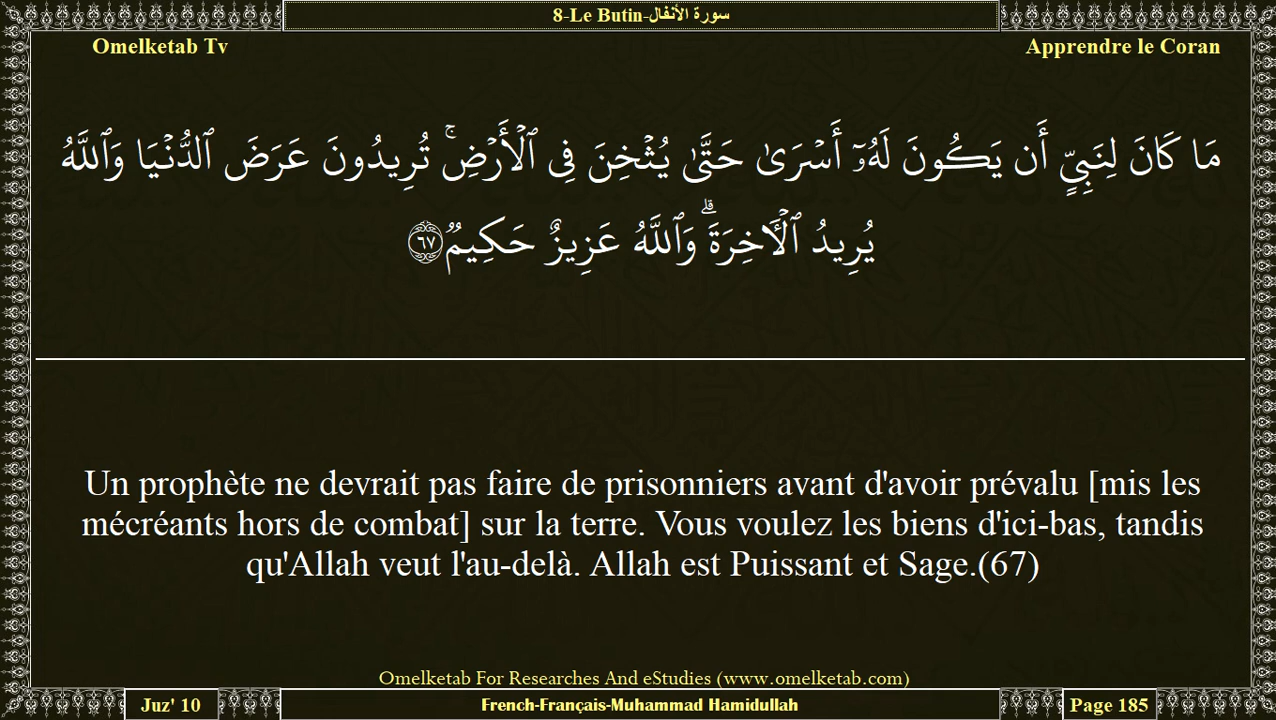 8-Le Butin-سورة الأنفال
Omelketab Tv
Apprendre le Coran
مَا كَانَ لِنَبِيٍّ أَن يَكُونَ لَهُۥٓ أَسۡرَىٰ حَتَّىٰ يُثۡخِنَ فِي ٱلۡأَرۡضِۚ تُرِيدُونَ عَرَضَ ٱلدُّنۡيَا وَٱللَّهُ
يُرِيدُ ٱلۡأٓخِرَةَۗ وَٱللَّهُ عَزِيزٌ حَكِيمٞ ٦٧
Un prophète ne devrait pas faire de prisonniers avant d'avoir prévalu [mis les
mécréants hors de combat] sur la terre. Vous voulez les biens d'ici-bas, tandis
qu'Allah veut l'au-delà. Allah est Puissant et Sage.(67)
Omelketab For Researches And eStudies (www.omelketab.com)
Juz' 10
French-Français-Muhammad Hamidullah
Page 185